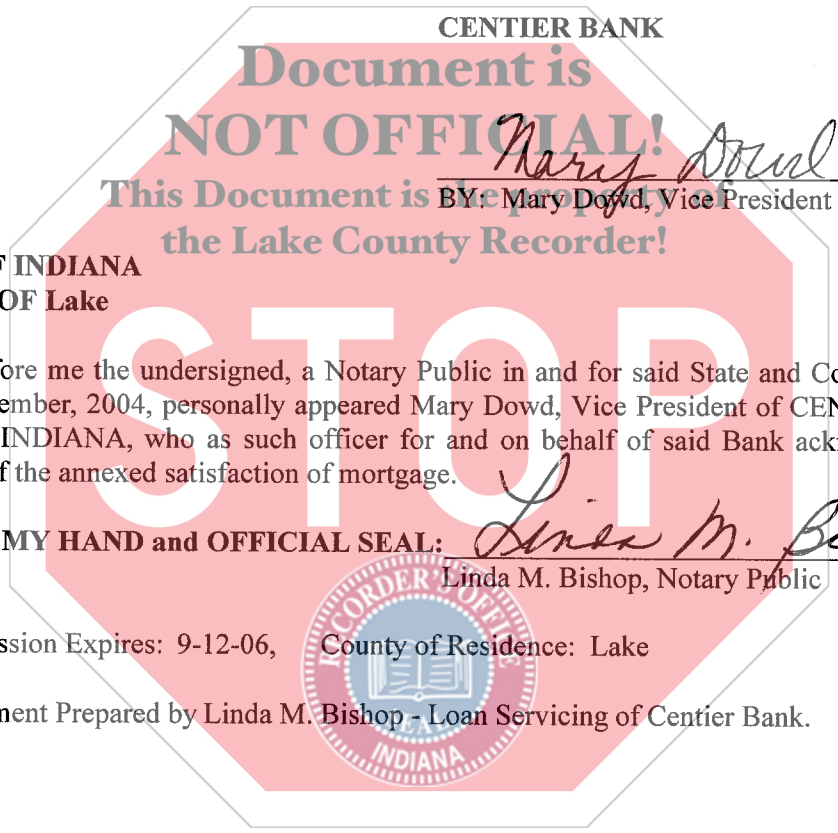 CENTIER BANK
Document is
NOT OFFICIAL!
Mary Dowd
This Document is the property of
BY: Mary Dowd, Vice President
the Lake County Recorder!
INDIANA
OF Lake
STOP
ore me the undersigned, a Notary Public in and for said State and Co
ember, 2004, personally appeared Mary Dowd, Vice President of CEN
INDIANA, who as such officer for and on behalf of said Bank ack
f the annexed satisfaction of mortgage.
MY HAND and OFFICIAL SEAL: Linda M. B
Linda M. Bishop, Notary Public
RECORDER'S OFFICE
ssion Expires: 9-12-06, County of Residence: Lake
SEAL
ment Prepared by Linda M. Bishop - Loan Servicing of Centier Bank.
INDIANA